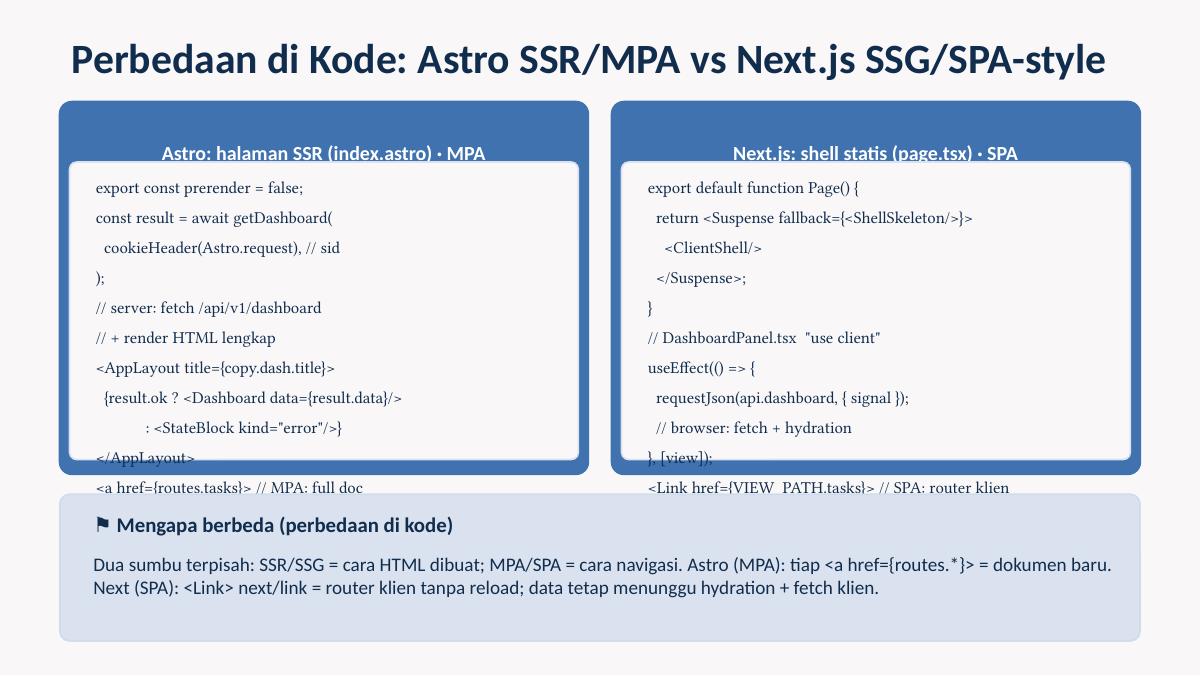 Perbedaan di Kode: Astro SSR/MPA vs Next.js SSG/SPA-style
Astro: halaman SSR (index.astro) · MPA
export const prerender = false;
const result = await getDashboard(
  cookieHeader(Astro.request), // sid
);
// server: fetch /api/v1/dashboard
// + render HTML lengkap
<AppLayout title={copy.dash.title}>
  {result.ok ? <Dashboard data={result.data}/>
            : <StateBlock kind="error"/>}
</AppLayout>
<a href={routes.tasks}> // MPA: full doc
Next.js: shell statis (page.tsx) · SPA
export default function Page() {
  return <Suspense fallback={<ShellSkeleton/>}>
    <ClientShell/>
  </Suspense>;
}
// DashboardPanel.tsx  "use client"
useEffect(() => {
  requestJson(api.dashboard, { signal });
  // browser: fetch + hydration
}, [view]);
<Link href={VIEW_PATH.tasks}> // SPA: router klien
⚑ Mengapa berbeda (perbedaan di kode)
Dua sumbu terpisah: SSR/SSG = cara HTML dibuat; MPA/SPA = cara navigasi. Astro (MPA): tiap <a href={routes.*}> = dokumen baru.
Next (SPA): <Link> next/link = router klien tanpa reload; data tetap menunggu hydration + fetch klien.